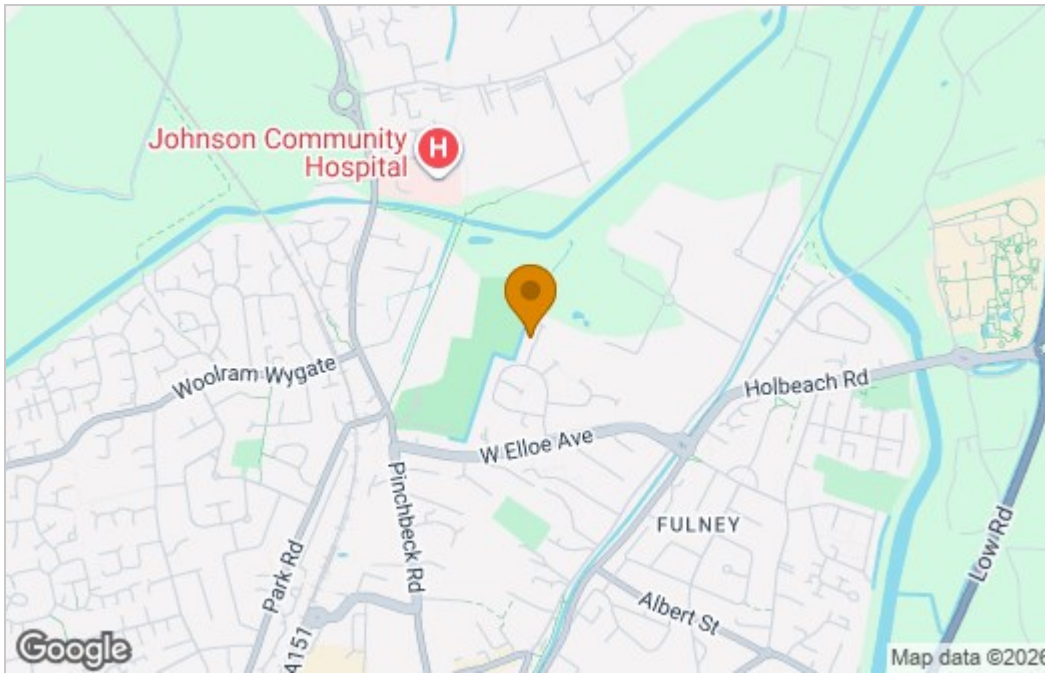 Johnson Community
Hospital
H
Woolram Wygate
Holbeach Rd
W Elloe Ave
Pinchbeck Rd
FULNEY
Park Rd
Low Rd
Albert St
A151
Google
Map data ©2026